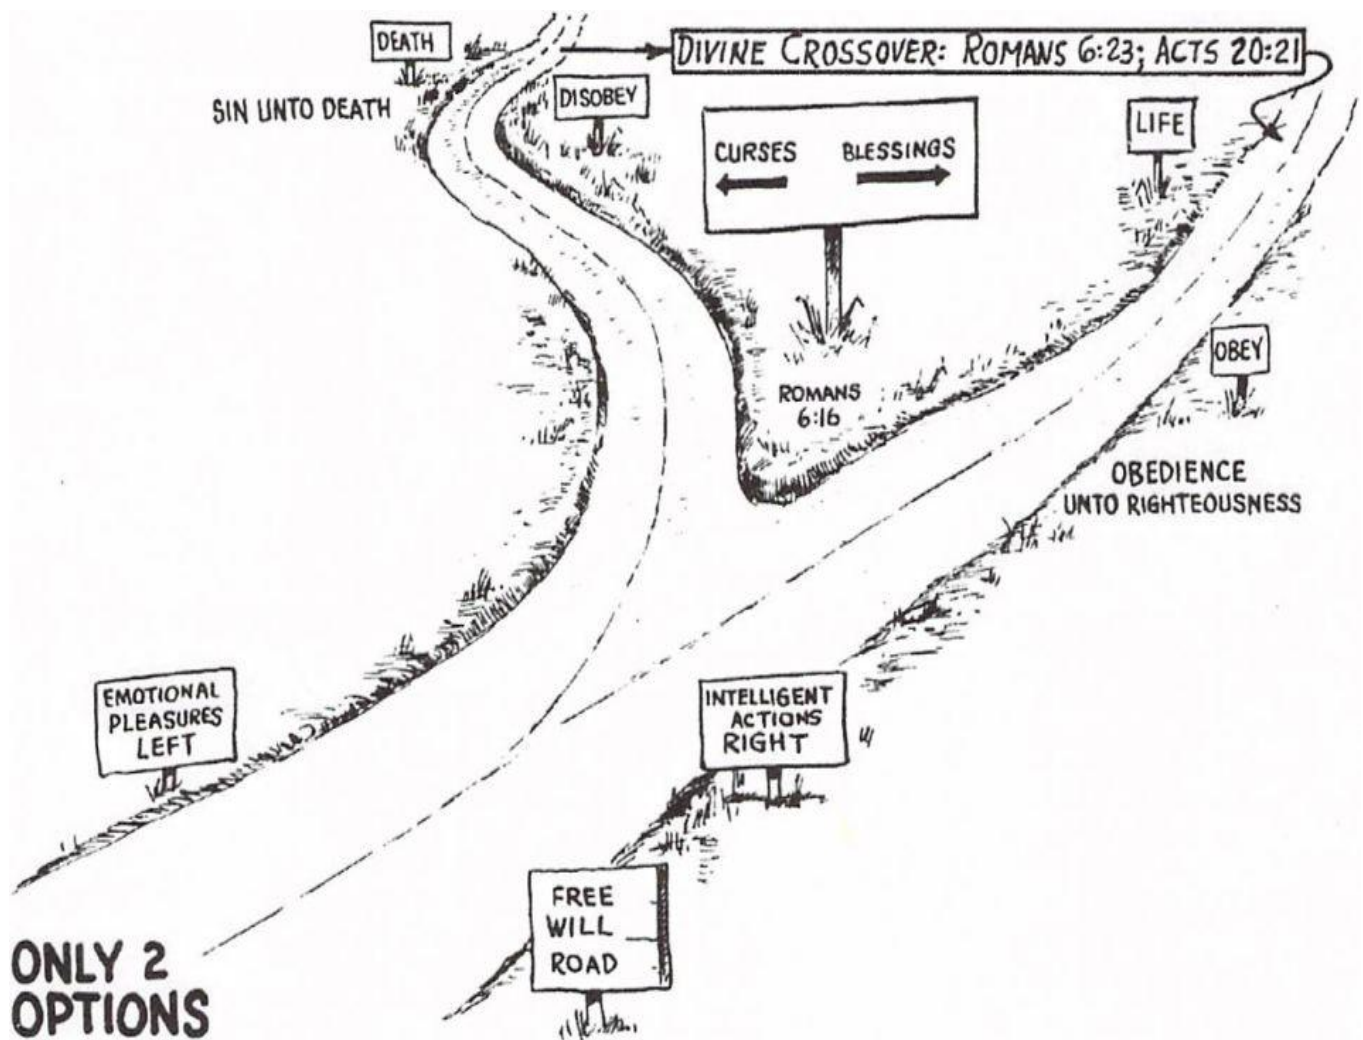 DEATH
DIVINE CROSSOVER: ROMANS 6:23; ACTS 20:21
SIN UNTO DEATH
DISOBEY
CURSES BLESSINGS
LIFE
OBEY
ROMANS
6:16
OBEDIENCE
UNTO RIGHTEOUSNESS
EMOTIONAL
PLEASURES
LEFT
INTELLIGENT
ACTIONS
RIGHT
FREE
WILL
ROAD
ONLY 2
OPTIONS